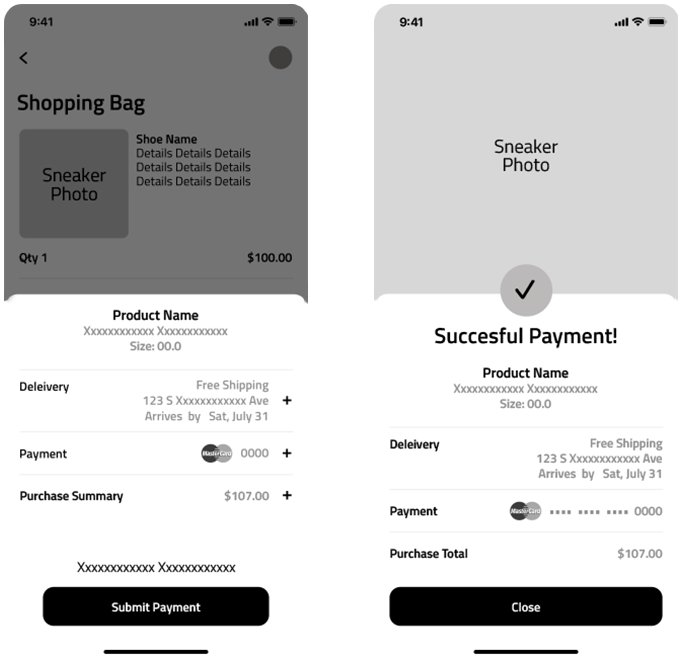 9:41
Shopping Bag
Sneaker
Photo
Shoe Name
Details Details Details
Details Details Details
Details Details Details
Qty 1 $100.00
Product Name
Xxxxxxxxxxxx Xxxxxxxxxxxx
Size: 00.0
Deleivery
Free Shipping
123 S Xxxxxxxxxxxx Ave
Arrives by Sat, July 31
Payment MasterCard 0000
Purchase Summary $107.00
Xxxxxxxxxxxx Xxxxxxxxxxxx
Submit Payment
9:41
Sneaker
Photo
Succesful Payment!
Product Name
Xxxxxxxxxxxx Xxxxxxxxxxxx
Size: 00.0
Deleivery
Free Shipping
123 S Xxxxxxxxxxxx Ave
Arrives by Sat, July 31
Payment MasterCard 0000
Purchase Total $107.00
Close